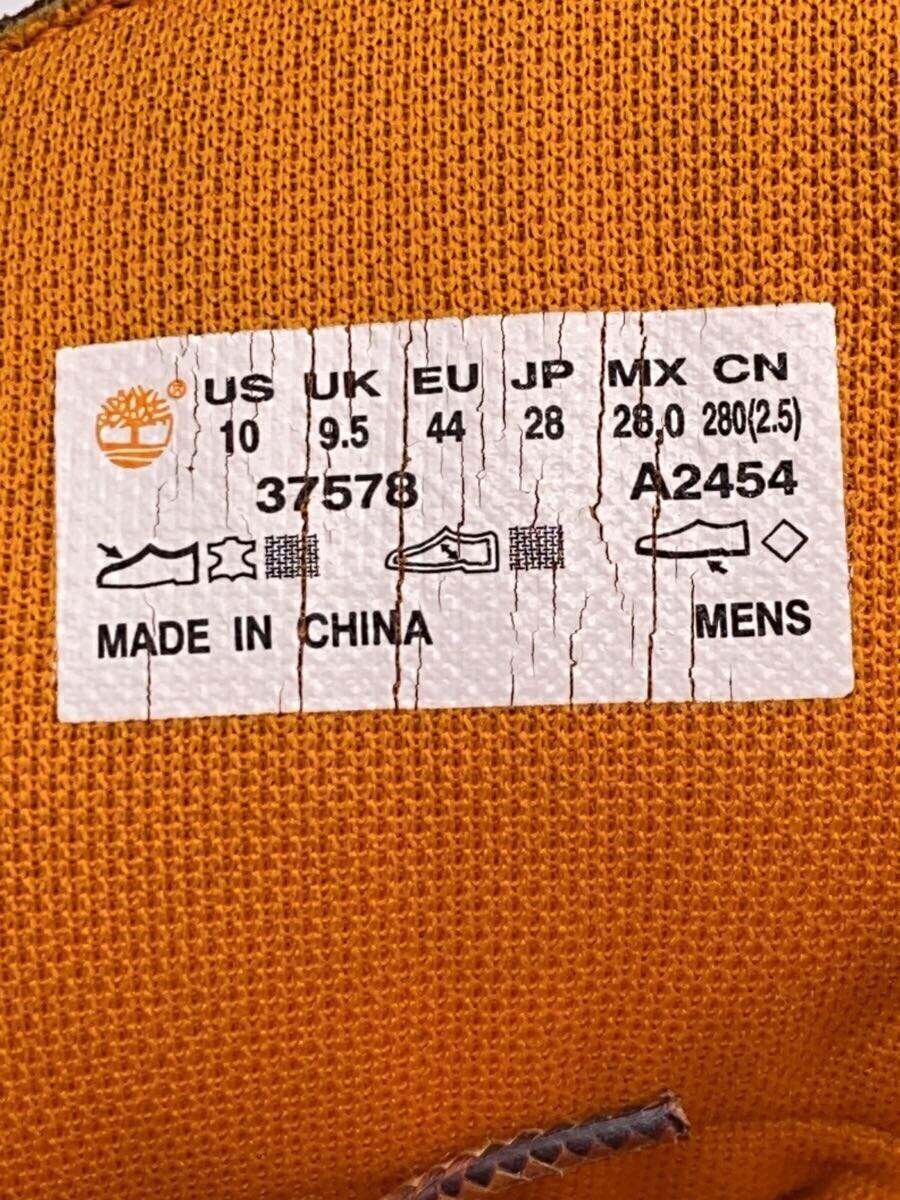 ® US UK EU JP MX CN
10 9.5 44 28 28.0 280(2.5)
37578 A2454
MADE IN CHINA MENS